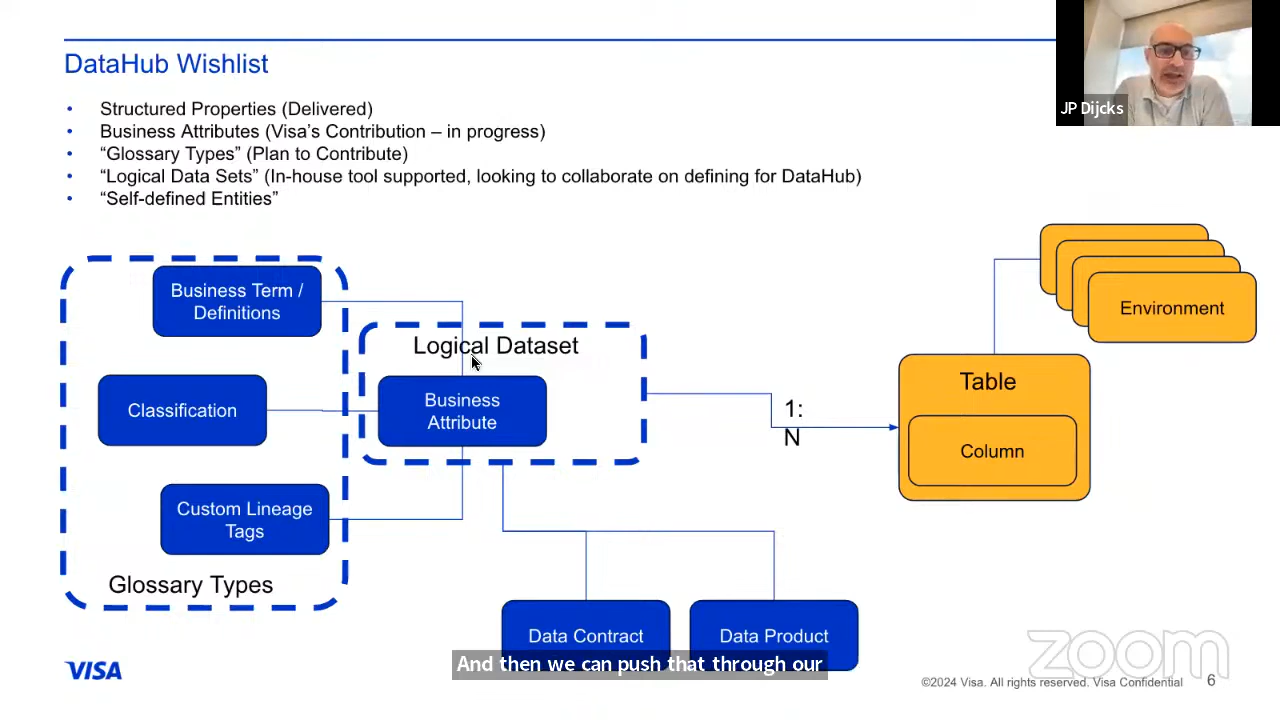 DataHub Wishlist
• Structured Properties (Delivered)
• Business Attributes (Visa’s Contribution – in progress)
• “Glossary Types” (Plan to Contribute)
• “Logical Data Sets” (In-house tool supported, looking to collaborate on defining for DataHub)
• “Self-defined Entities”
JP Dijcks
Business Term /
Definitions
Classification
Custom Lineage
Tags
Glossary Types
Logical Dataset
Business
Attribute
1:
N
Environment
Table
Column
Data Contract
Data Product
And then we can push that through our
VISA
zoom
©2024 Visa. All rights reserved. Visa Confidential
6